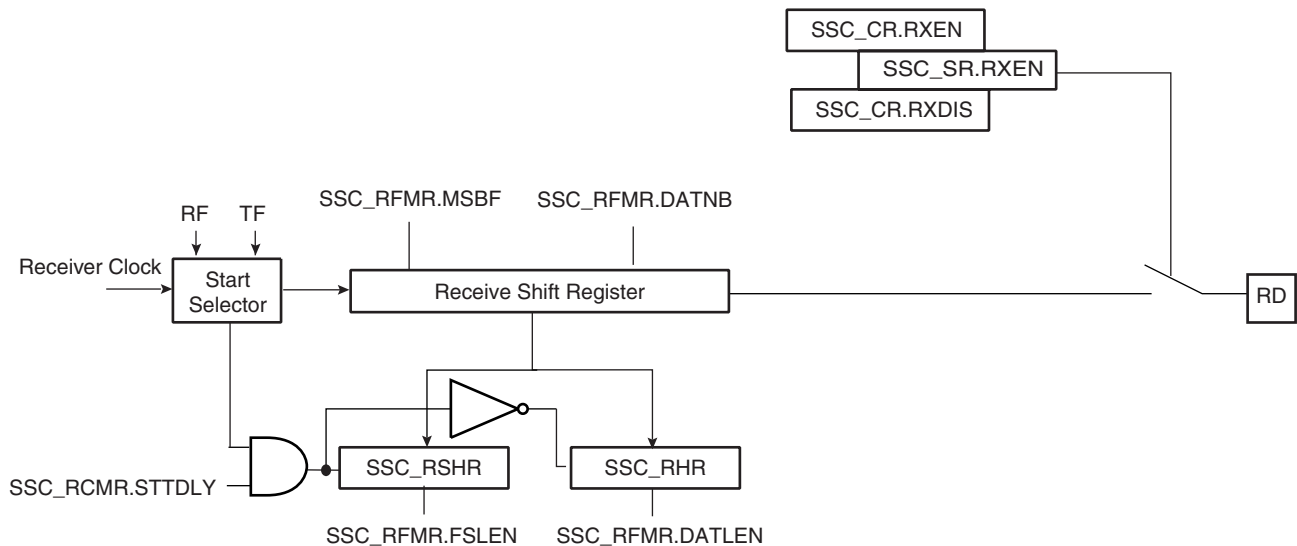 SSC_CR.RXEN
SSC_SR.RXEN
SSC_CR.RXDIS
SSC_RFMR.MSBF
SSC_RFMR.DATNB
RF
TF
Receiver Clock
Start
Selector
Receive Shift Register
RD
SSC_RSHR
SSC_RHR
SSC_RCMR.STTDLY
SSC_RFMR.FSLEN
SSC_RFMR.DATLEN